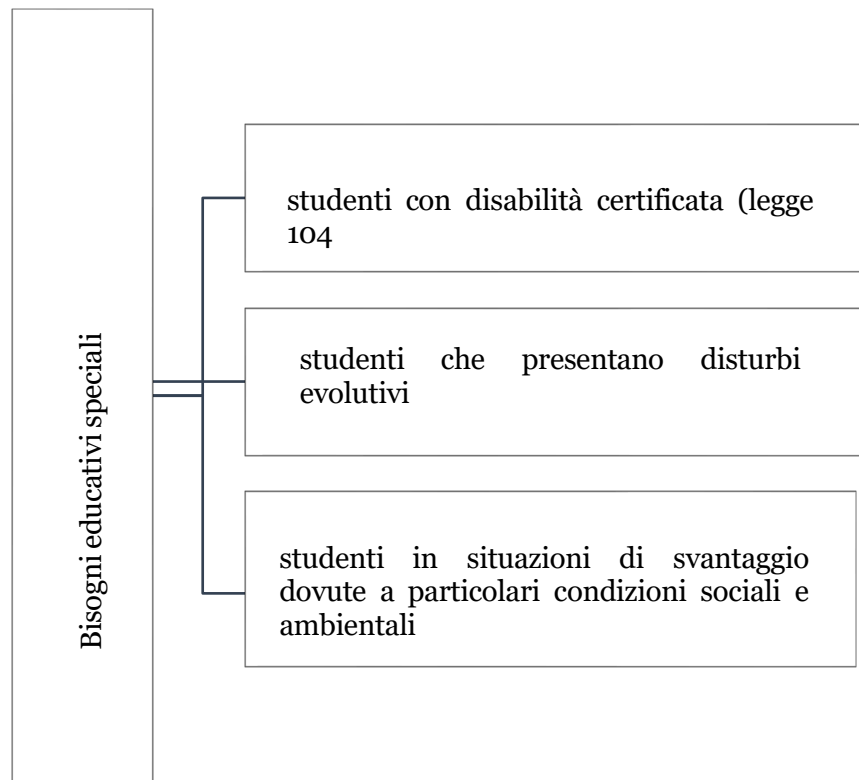 Bisogni educativi speciali
studenti con disabilità certificata (legge
104
studenti che presentano disturbi
evolutivi
studenti in situazioni di svantaggio
dovute a particolari condizioni sociali e
ambientali